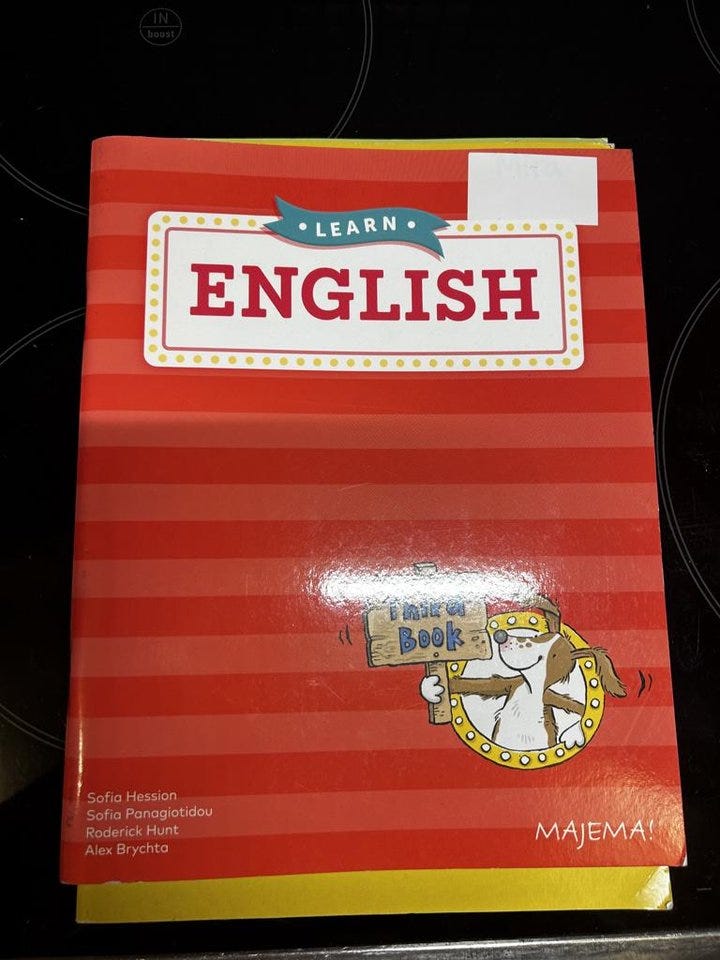 IN
boost
• LEARN •
ENGLISH
Third
Book
Sofia Hession
Sofia Panagiotidou
Roderick Hunt
Alex Brychta
MAJEMA!